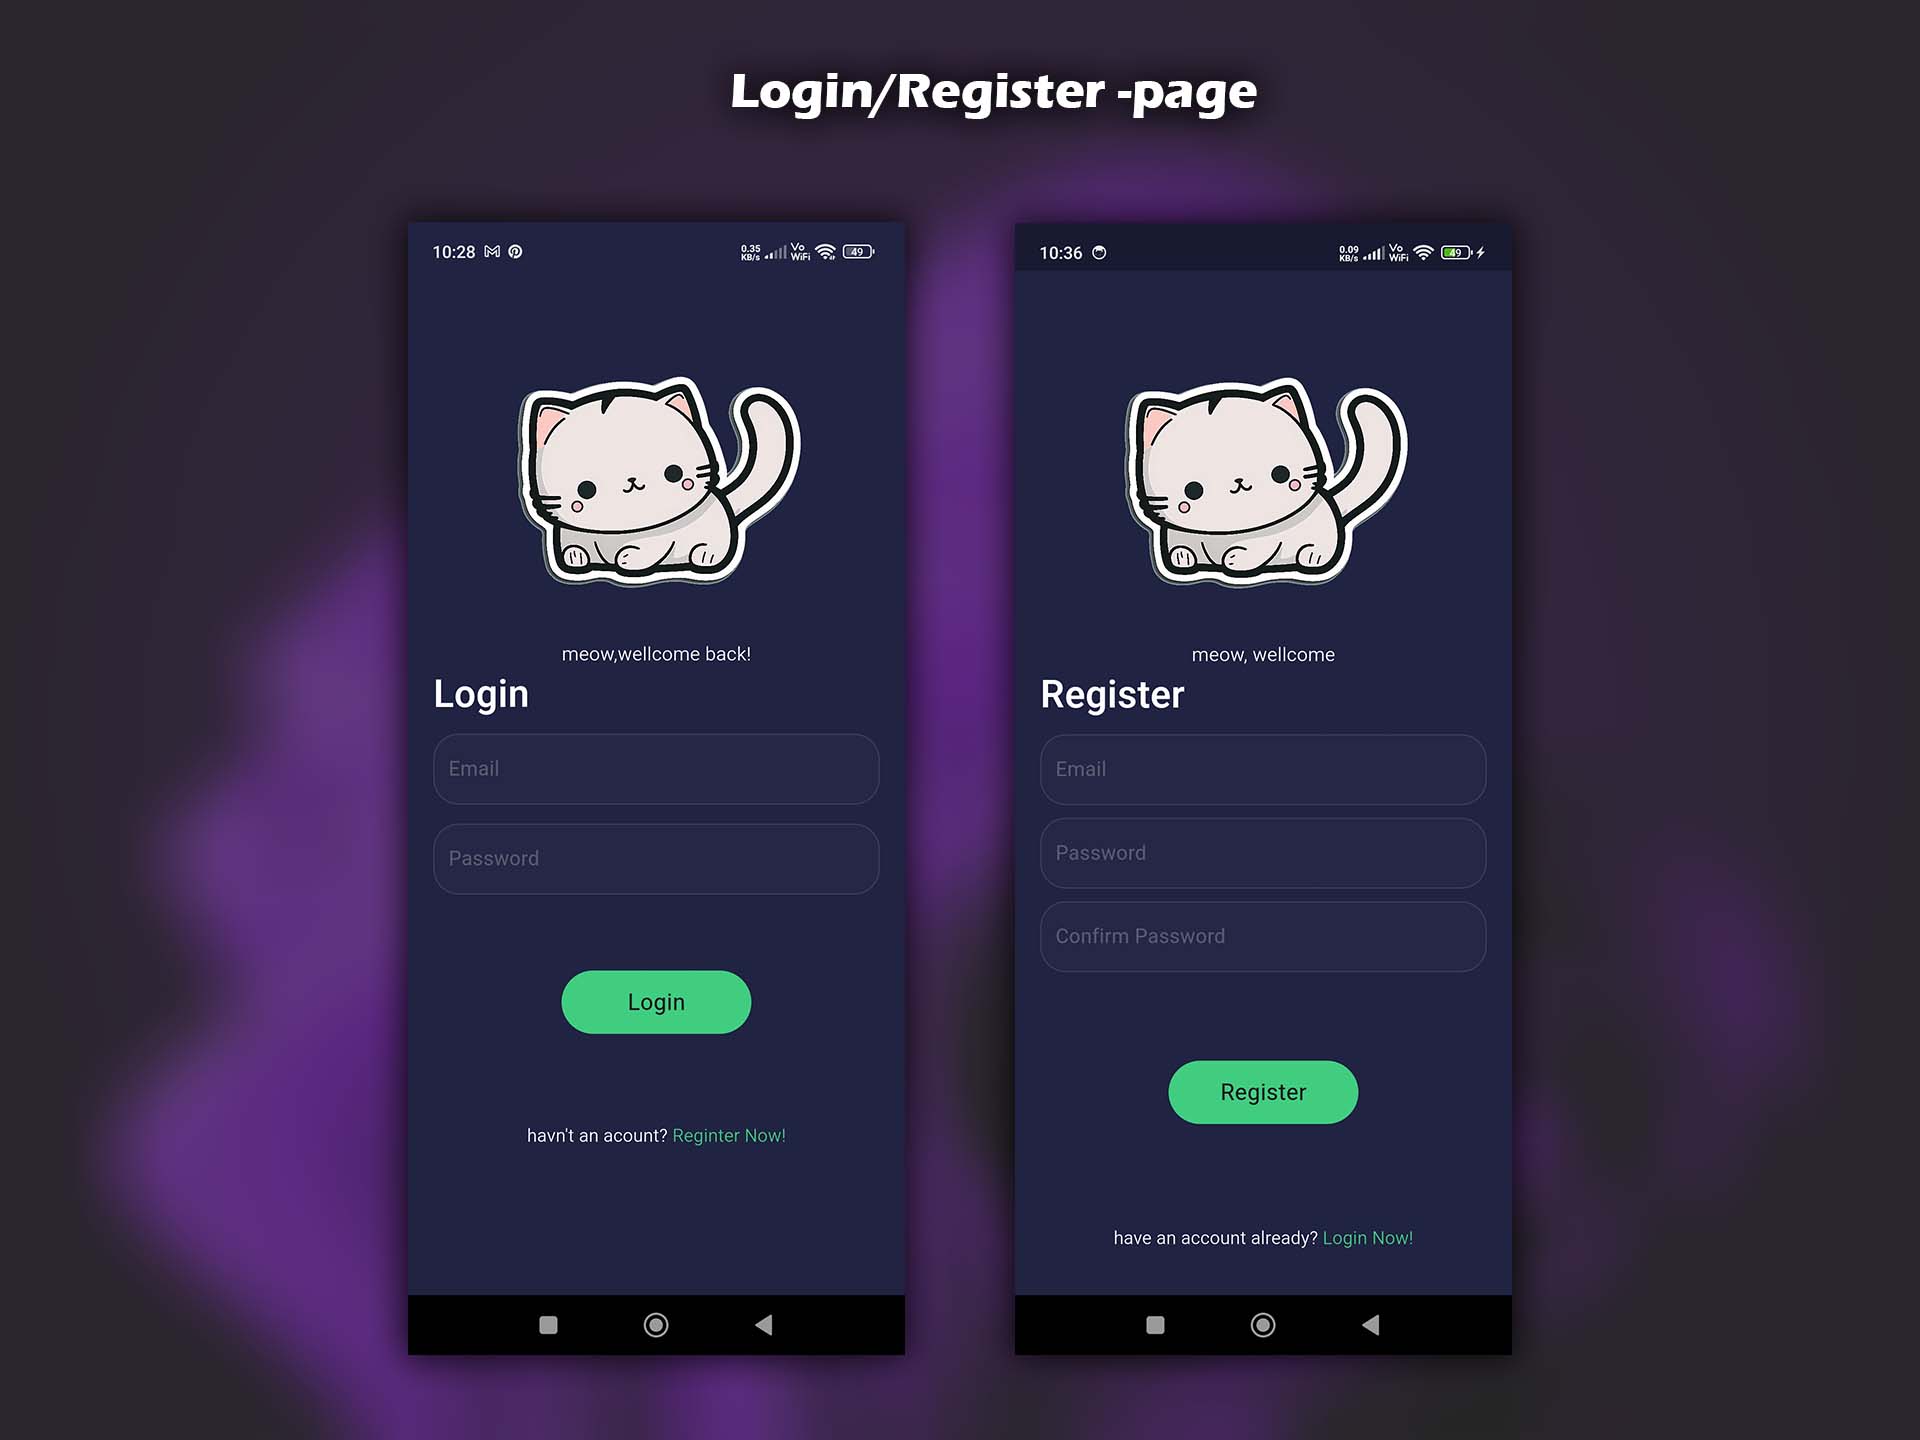 Login/Register -page
10:28
0.35
KB/s
Vo
WiFi
49
meow,wellcome back!
Login
Email
Password
Login
havn't an acount? Reginter Now!
10:36
0.09
KB/s
Vo
WiFi
49
meow, wellcome
Register
Email
Password
Confirm Password
Register
have an account already? Login Now!